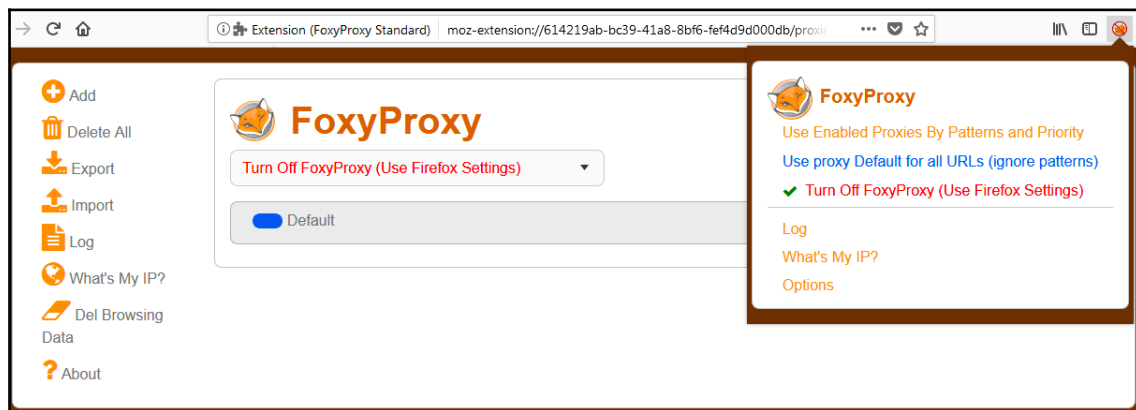 Extension (FoxyProxy Standard) moz-extension://614219ab-bc39-41a8-8bf6-fef4d9d000db/proxi
Add
Delete All
Export
Import
Log
What's My IP?
Del Browsing
Data
About
FoxyProxy
Turn Off FoxyProxy (Use Firefox Settings)
Default
FoxyProxy
Use Enabled Proxies By Patterns and Priority
Use proxy Default for all URLs (ignore patterns)
Turn Off FoxyProxy (Use Firefox Settings)
Log
What's My IP?
Options